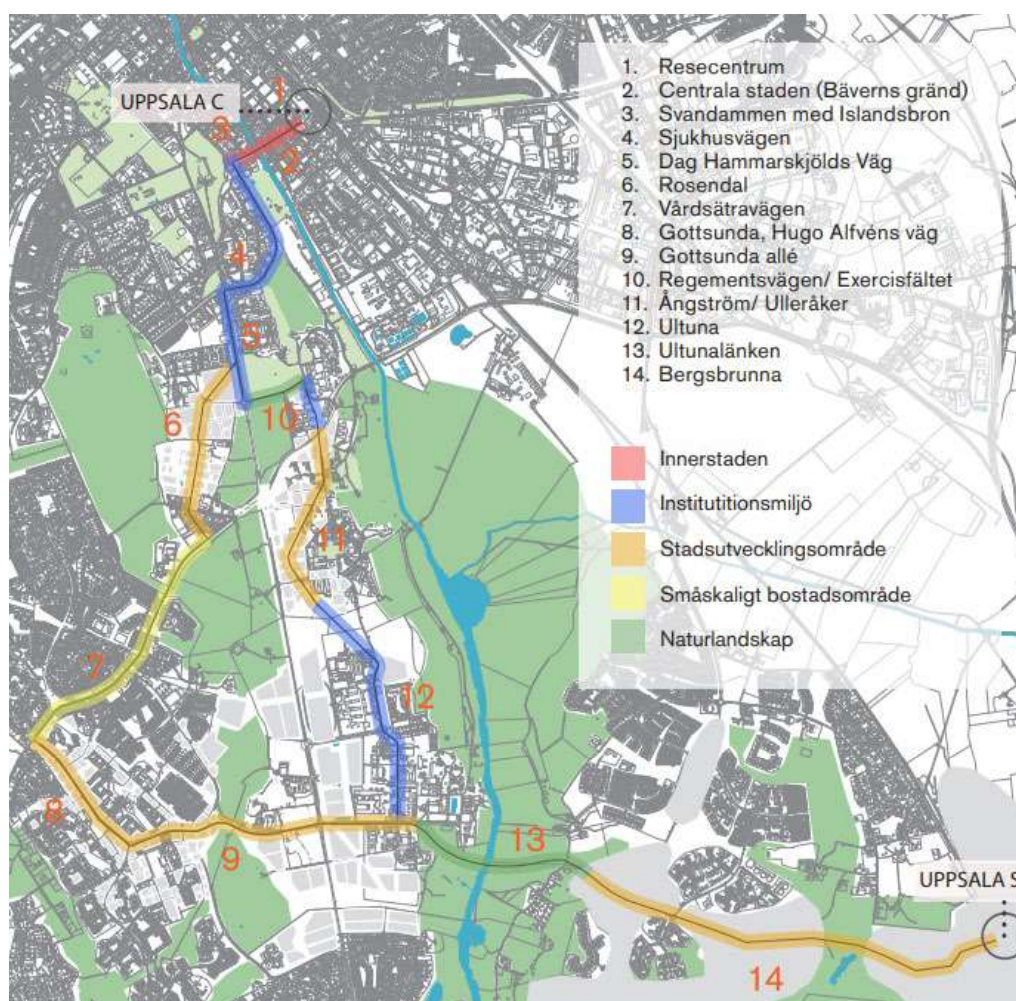 UPPSALA C
1
2
3
4
5
6
7
8
9
10
11
12
13
14
UPPSALA S
1. Resecentrum
2. Centrala staden (Bäverns gränd)
3. Svandammen med Islandsbron
4. Sjukhusvägen
5. Dag Hammarskjölds Väg
6. Rosendal
7. Vårdsätravägen
8. Gottsunda, Hugo Alfvéns väg
9. Gottsunda allé
10. Regementsvägen/ Exercisfältet
11. Ångström/ Ulleråker
12. Ultuna
13. Ultunalänken
14. Bergsbrunna
Innerstaden
Institutitionsmiljö
Stadsutvecklingsområde
Småskaligt bostadsområde
Naturlandskap